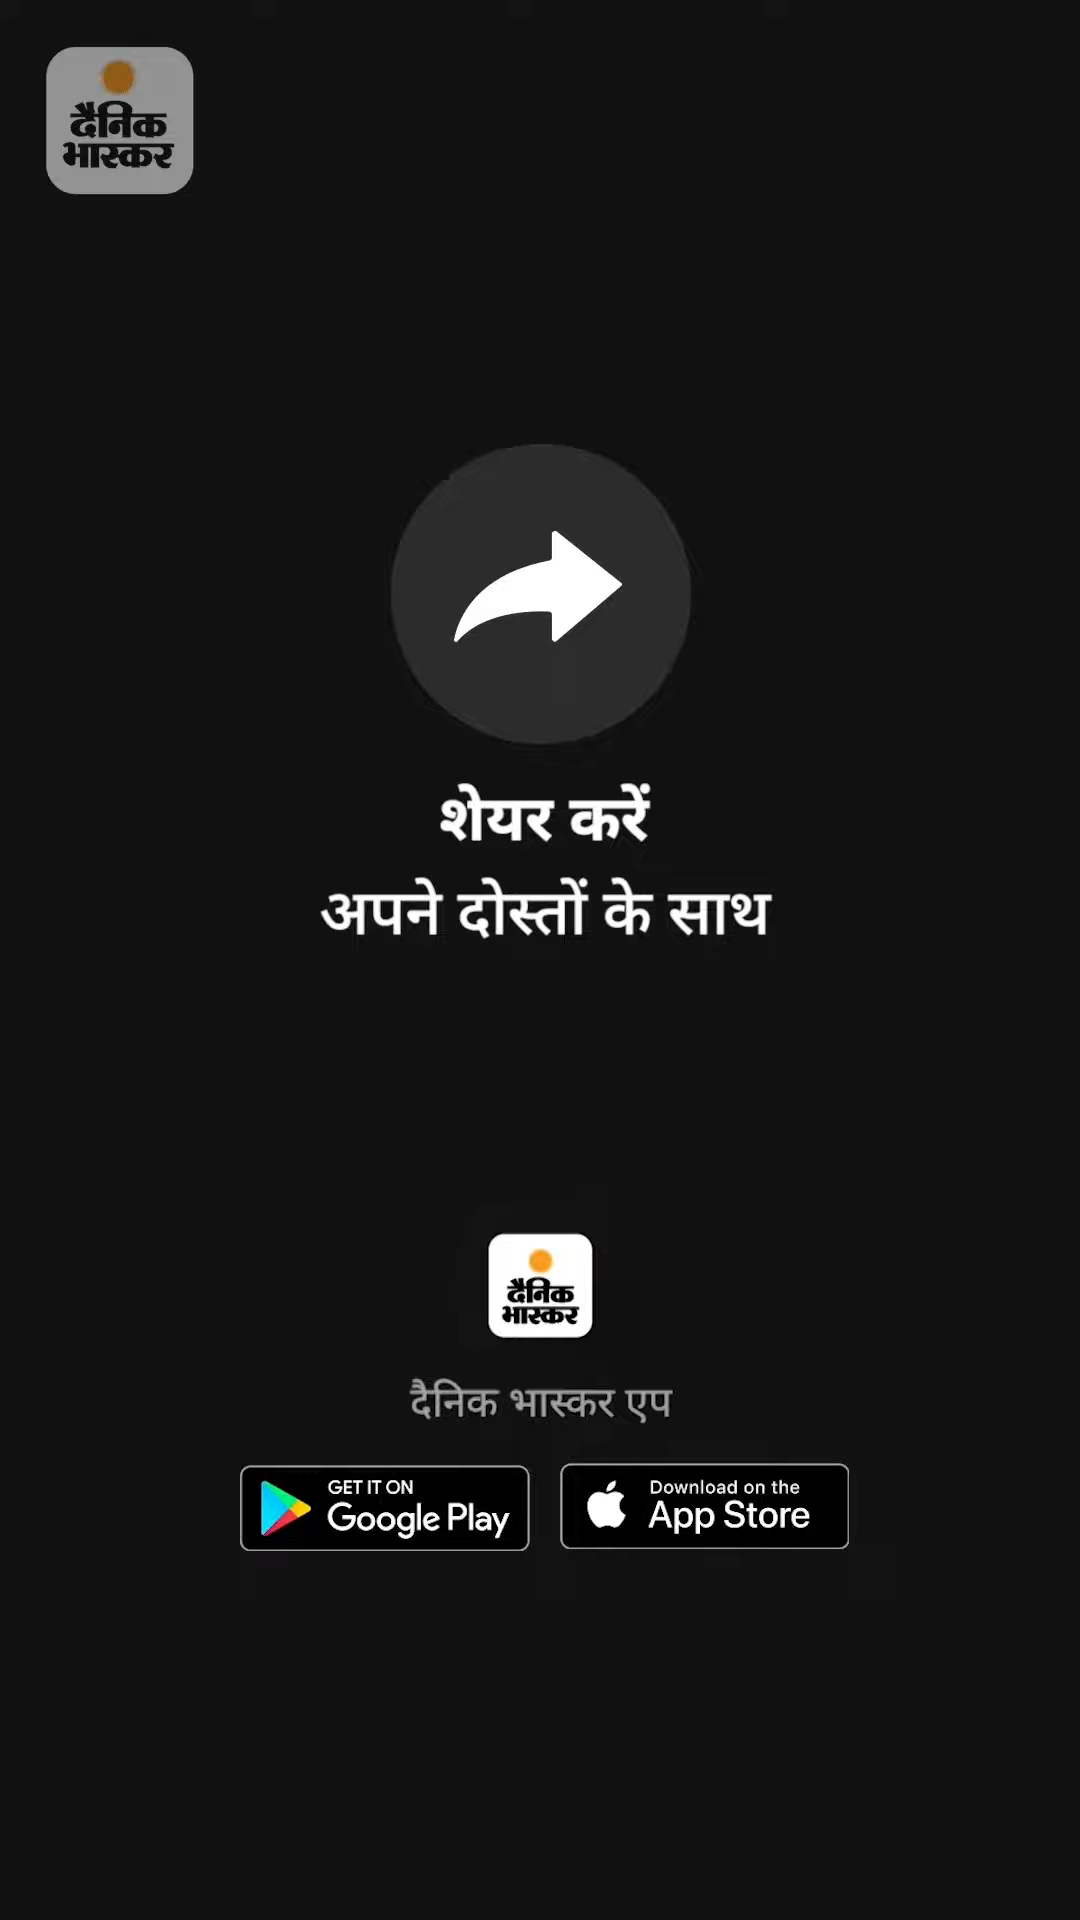 दैनिक
भास्कर
शेयर करें
अपने दोस्तों के साथ
दैनिक
भास्कर
दैनिक भास्कर एप
GET IT ON
Google Play
Download on the
App Store